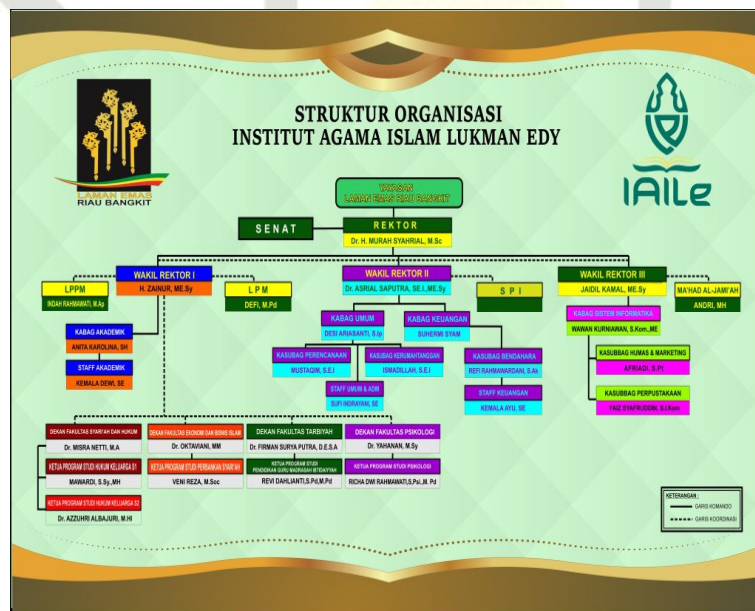 STRUKTUR ORGANISASI
INSTITUT AGAMA ISLAM LUKMAN EDY
LAMAN EMAS
RIAU BANGKIT
IAILe
YAYASAN
LAMAN EMAS RIAU BANGKIT
SENAT
REKTOR
Dr. H. MURAH SYAHRIAL, M.Sc
LPPM
INDAH RAHMAWATI, M.Ap
WAKIL REKTOR I
H. ZAINUR, ME.Sy
LPM
DEFI, M.Pd
WAKIL REKTOR II
Dr. ASRIAL SAPUTRA, SE.I., ME.Sy
SPI
WAKIL REKTOR III
JAIDIL KAMAL, ME.Sy
MA'HAD AL-JAMI'AH
ANDRI, MH
KABAG AKADEMIK
ANITA KAROLINA, SH
STAFF AKADEMIK
KEMALA DEWI, SE
KABAG UMUM
DESI ARIASANTI, S.Ip
KABAG KEUANGAN
SUHERMI SYAM
KABAG SISTEM INFORMATIKA
WAWAN KURNIAWAN, S.Kom.,ME
KASUBAG PERENCANAAN
MUSTAQIM, S.E.I
KASUBAG KERUMAHTANGGAN
ISMADILLAH, S.E.I
KASUBAG BENDAHARA
REFI RAHMAWARDANI, S.Ak
KASUBBAG HUMAS & MARKETING
AFRIADI, S.Pt
STAFF UMUM & ADM
SUFI INDRAYANI, SE
STAFF KEUANGAN
KEMALA AYU, SE
KASUBBAG PERPUSTAKAAN
FAIZ SYAFRUDDIN, S.I.Kom
DEKAN FAKULTAS SYARI'AH DAN HUKUM
Dr. MISRA NETTI, M.A
DEKAN FAKULTAS EKONOMI DAN BISNIS ISLAM
Dr. OKTAVIANI, MM
DEKAN FAKULTAS TARBIYAH
Dr. FIRMAN SURYA PUTRA, D.E.S.A
DEKAN FAKULTAS PSIKOLOGI
Dr. YAHANAN, M.Sy
KETUA PROGRAM STUDI HUKUM KELUARGA S1
MAWARDI, S.Sy.,MH
KETUA PROGRAM STUDI PERBANKAN SYARI'AH
VENI REZA, M.Soc
KETUA PROGRAM STUDI
PENDIDIKAN GURU MADRASAH IBTIDAIYYAH
REVI DAHLIANTI, S.Pd,M.Pd
KETUA PROGRAM STUDI PSIKOLOGI
RICHA DWI RAHMAWATI, S,Psi.,M. Pd
KETUA PROGRAM STUDI HUKUM KELUARGA S2
Dr. AZZUHRI ALBAJURI, M.HI
KETERANGAN :
GARIS KOMANDO
GARIS KOORDINASI